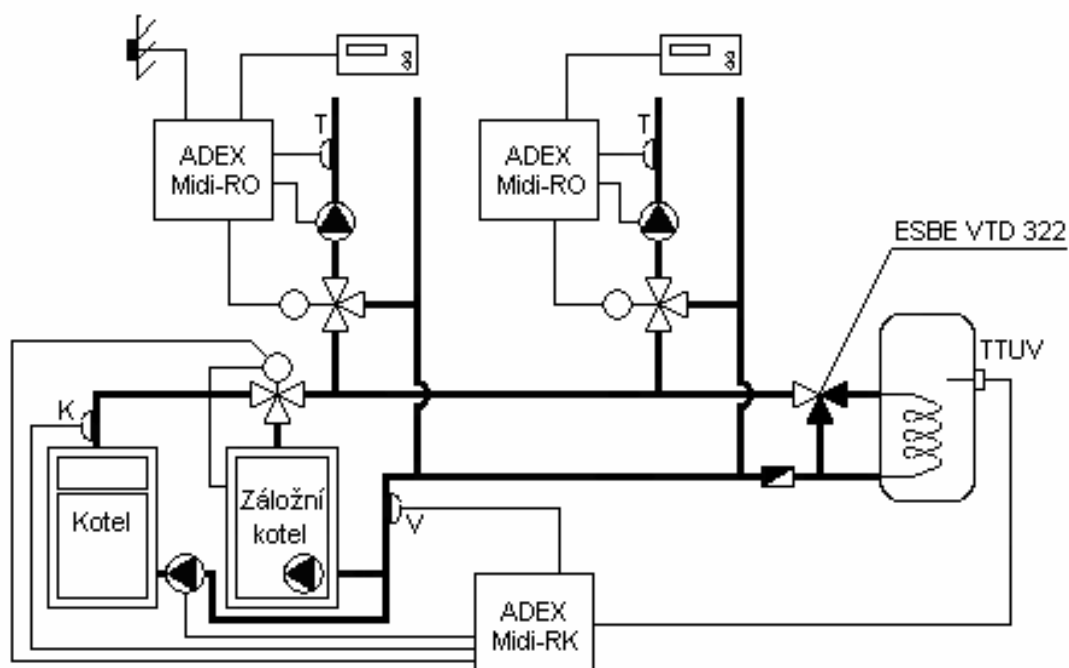 T
T
ADEX
Midi-RO
ADEX
Midi-RO
ESBE VTD 322
TTUV
K
Kotel
Záložní
kotel
V
ADEX
Midi-RK